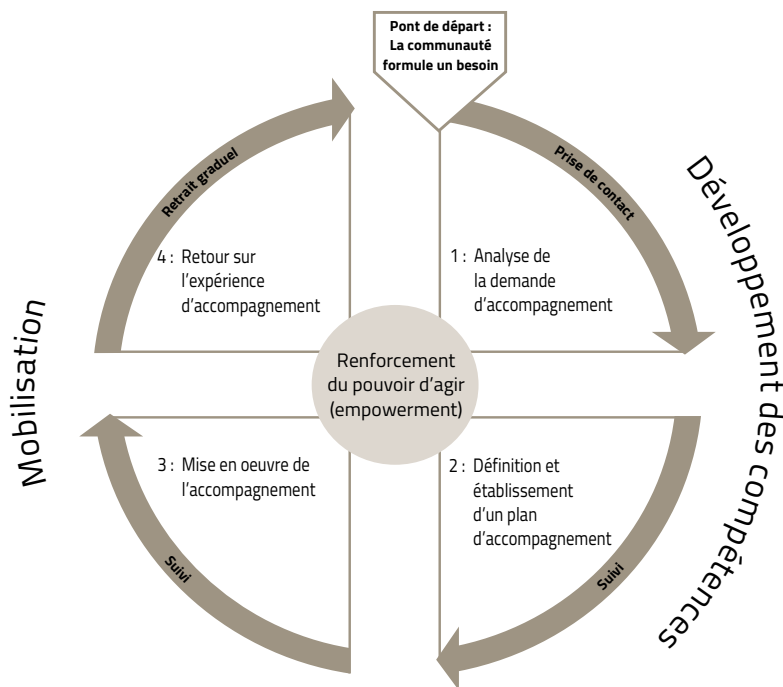 Pont de départ :
La communauté
formule un besoin
Prise de contact
Développement des compétences
1 : Analyse de
la demande
d’accompagnement
2 : Définition et
établissement
d’un plan
d’accompagnement
Suivi
3 : Mise en oeuvre de
l’accompagnement
Suivi
4 : Retour sur
l’expérience
d’accompagnement
Retrait graduel
Mobilisation
Renforcement
du pouvoir d’agir
(empowerment)